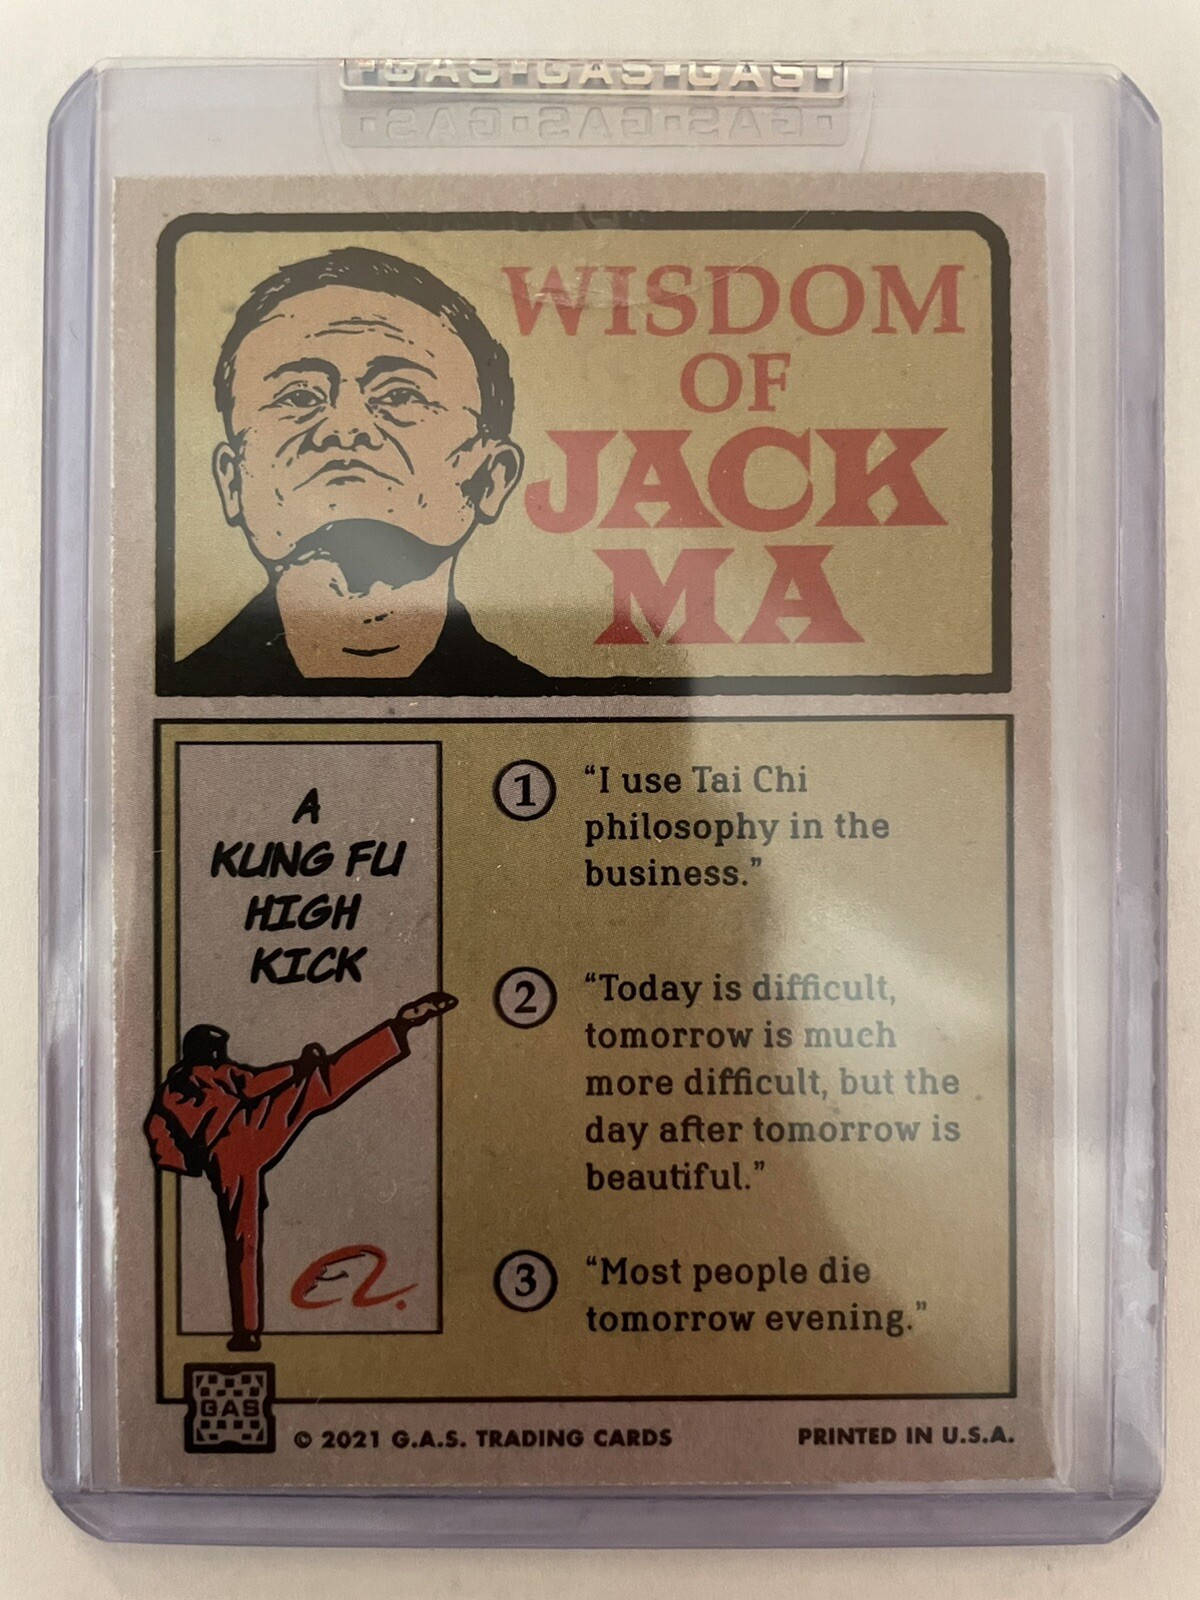 ▪GAS▪GAS▪GAS▪
WISDOM
OF
JACK
MA
A
KUNG FU
HIGH
KICK
1
“I use Tai Chi
philosophy in the
business.”
2
“Today is difficult,
tomorrow is much
more difficult, but the
day after tomorrow is
beautiful.”
3
“Most people die
tomorrow evening.”
GAS
© 2021 G.A.S. TRADING CARDS
PRINTED IN U.S.A.